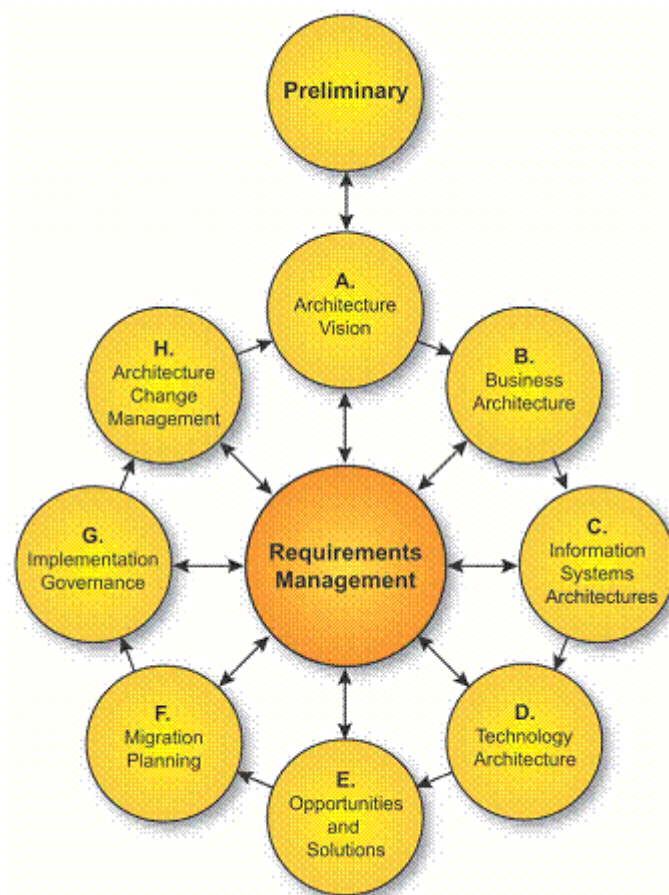 Preliminary
A.
Architecture
Vision
B.
Business
Architecture
C.
Information
Systems
Architectures
D.
Technology
Architecture
E.
Opportunities
and
Solutions
F.
Migration
Planning
G.
Implementation
Governance
H.
Architecture
Change
Management
Requirements
Management